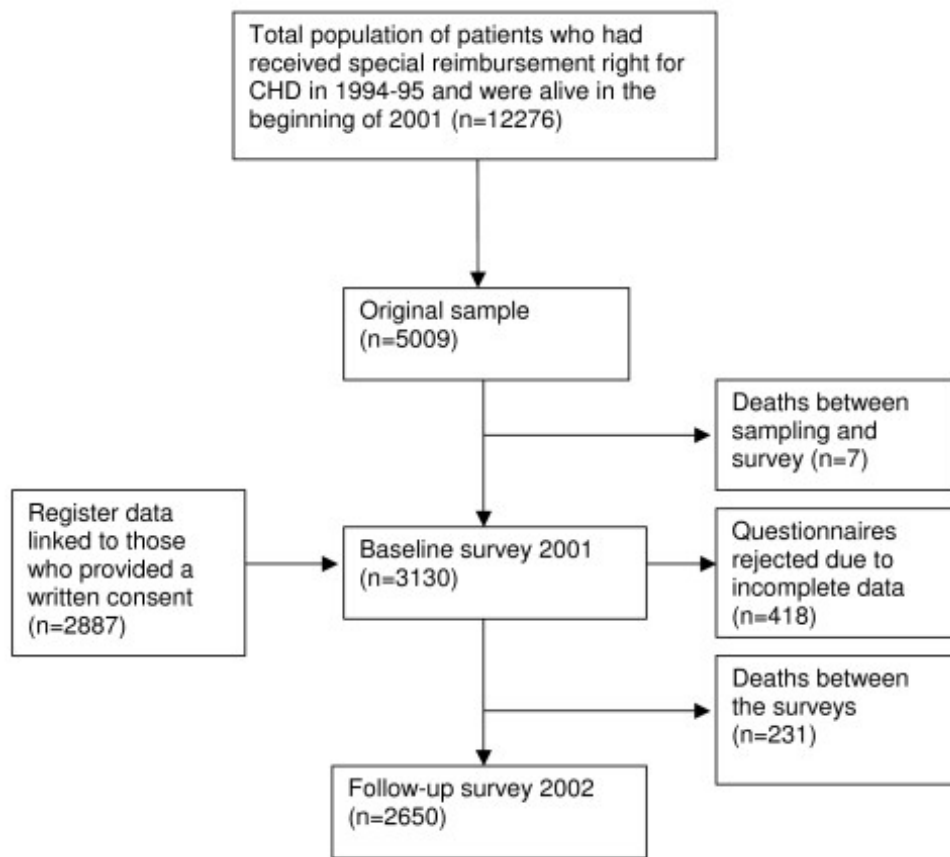 Total population of patients who had
received special reimbursement right for
CHD in 1994-95 and were alive in the
beginning of 2001 (n=12276)
Original sample
(n=5009)
Deaths between
sampling and
survey (n=7)
Register data
linked to those
who provided a
written consent
(n=2887)
Baseline survey 2001
(n=3130)
Questionnaires
rejected due to
incomplete data
(n=418)
Deaths between
the surveys
(n=231)
Follow-up survey 2002
(n=2650)